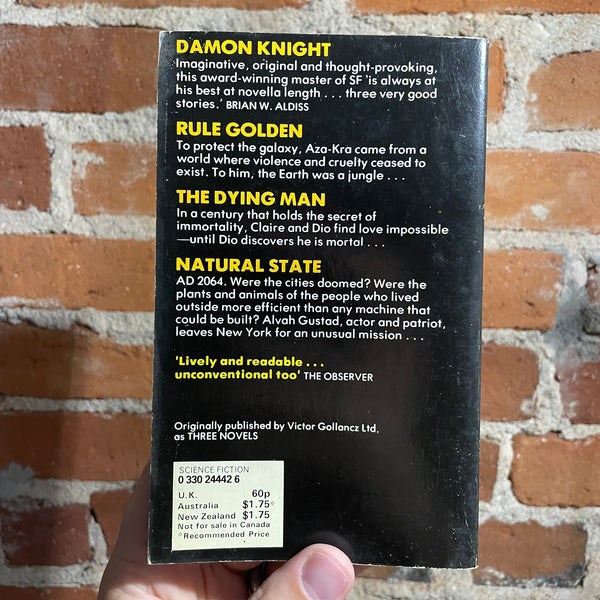 DAMON KNIGHT
Imaginative, original and thought-provoking,
this award-winning master of SF 'is always at
his best at novella length . . . three very good
stories.' BRIAN W. ALDISS
RULE GOLDEN
To protect the galaxy, Aza-Kra came from a
world where violence and cruelty ceased to
exist. To him, the Earth was a jungle . . .
THE DYING MAN
In a century that holds the secret of
immortality, Claire and Dio find love impossible
—until Dio discovers he is mortal . . .
NATURAL STATE
AD 2064. Were the cities doomed? Were the
plants and animals of the people who lived
outside more efficient than any machine that
could be built? Alvah Gustad, actor and patriot,
leaves New York for an unusual mission . . .
'Lively and readable . . .
unconventional too' THE OBSERVER
Originally published by Victor Gollancz Ltd,
as THREE NOVELS
SCIENCE FICTION
0 330 24442 6
U.K. 60p
Australia $1.75°
New Zealand $1.75
Not for sale in Canada
°Recommended Price